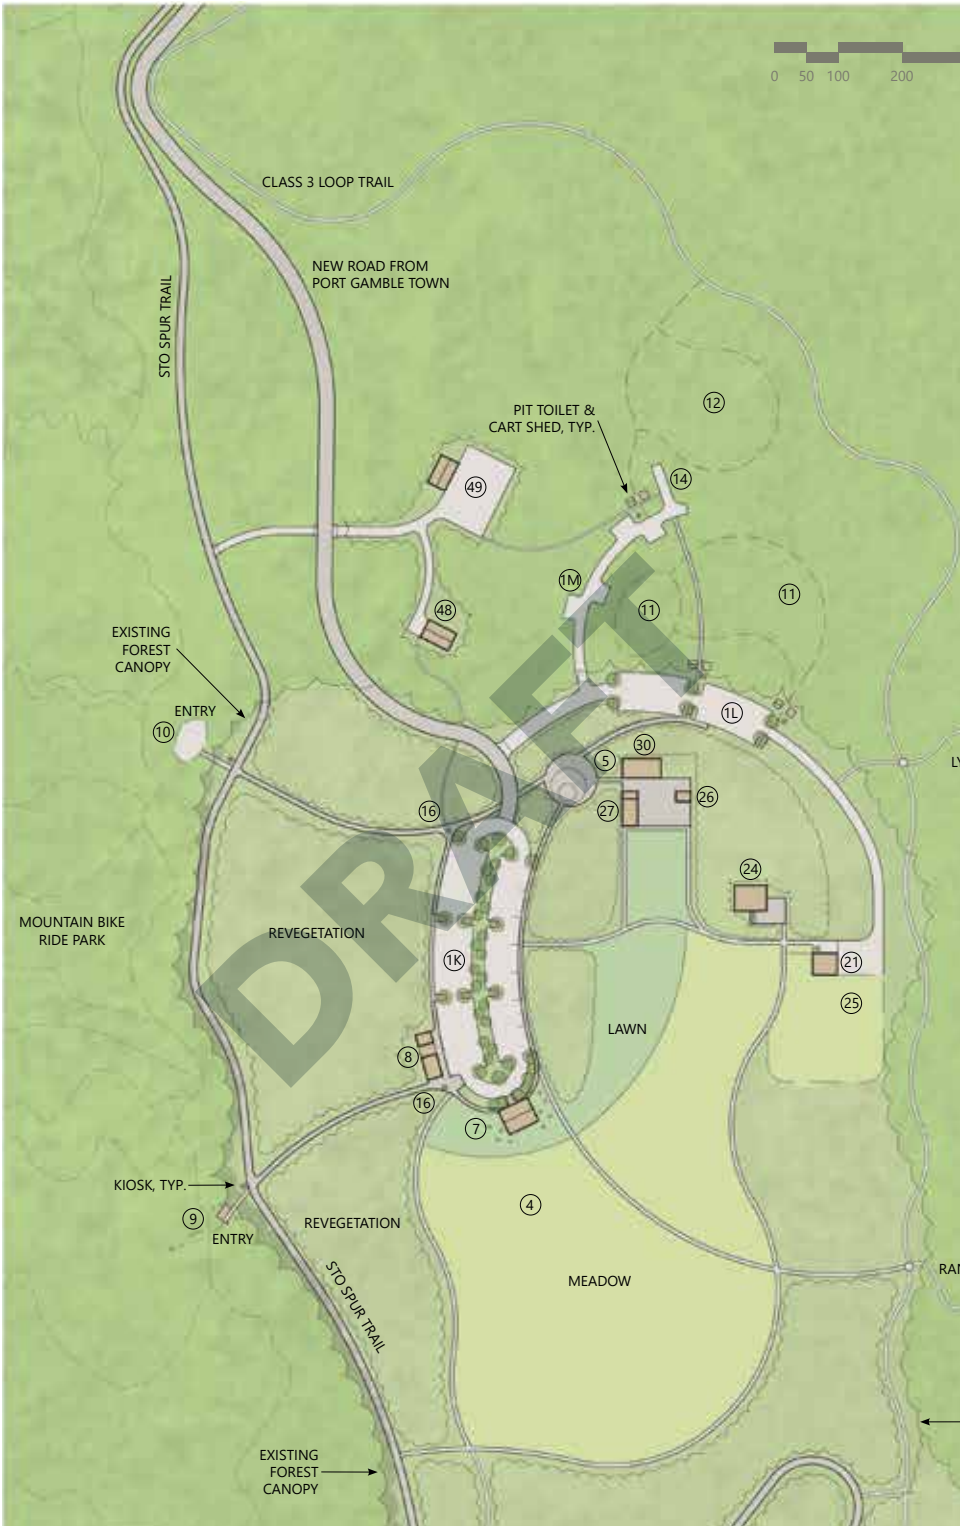 0 50 100 200
CLASS 3 LOOP TRAIL
NEW ROAD FROM
PORT GAMBLE TOWN
STO SPUR TRAIL
12
PIT TOILET &
CART SHED, TYP.
14
49
1M
11
11
48
EXISTING
FOREST
CANOPY
ENTRY
10
1L
5
30
16
27
26
24
MOUNTAIN BIKE
RIDE PARK
REVEGETATION
1K
21
25
LAWN
8
16
7
KIOSK, TYP.
9
ENTRY
REVEGETATION
4
MEADOW
STO SPUR TRAIL
EXISTING
FOREST
CANOPY
DRAFT